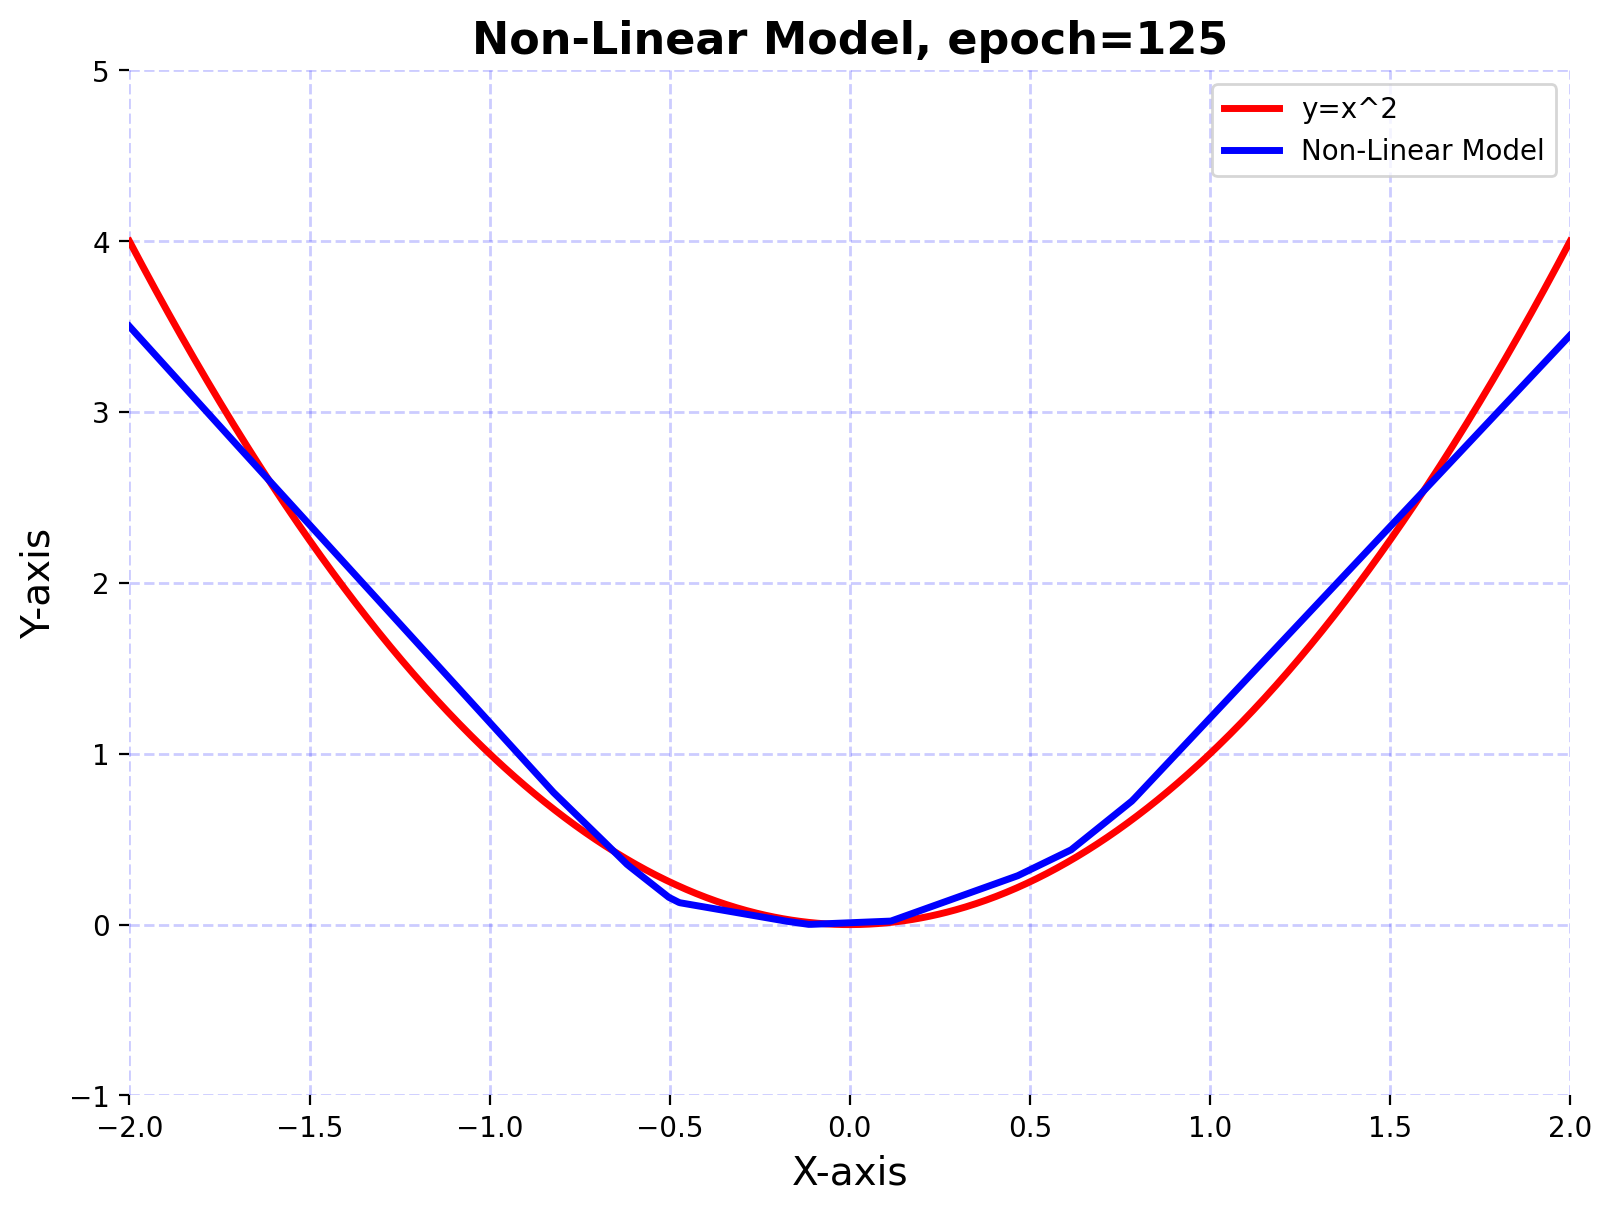 Non-Linear Model, epoch=125
y=x^2
Non-Linear Model
5
4
3
2
1
0
−1
Y-axis
−2.0 −1.5 −1.0 −0.5 0.0 0.5 1.0 1.5 2.0
X-axis